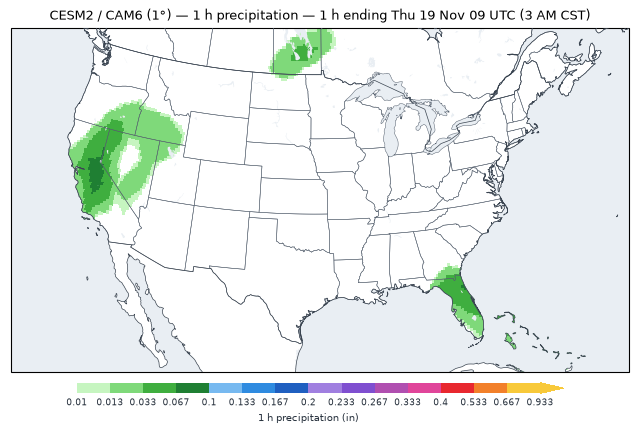 CESM2 / CAM6 (1°) — 1 h precipitation — 1 h ending Thu 19 Nov 09 UTC (3 AM CST)
0.01 0.013 0.033 0.067 0.1 0.133 0.167 0.2 0.233 0.267 0.333 0.4 0.533 0.667 0.933
1 h precipitation (in)